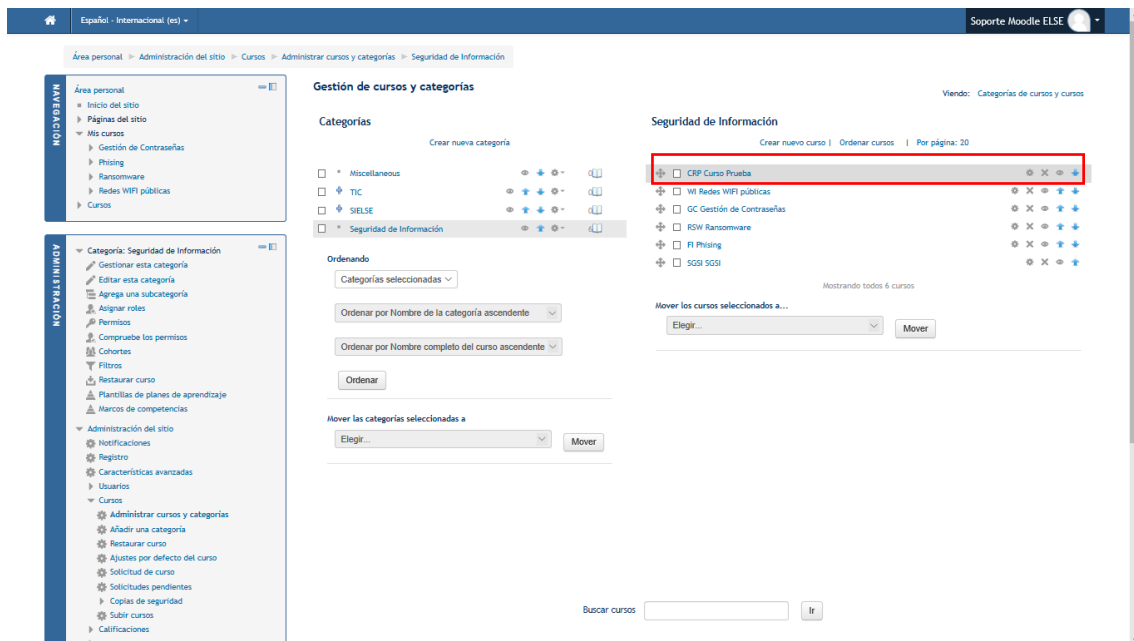 Español - Internacional (es)
Soporte Moodle ELSE
Área personal Administración del sitio Cursos Administrar cursos y categorías Seguridad de Información
NAVEGACIÓN
Área personal
Inicio del sitio
Páginas del sitio
Mis cursos
Gestión de Contraseñas
Phising
Ransomware
Redes WIFI públicas
Cursos
ADMINISTRACIÓN
Categoría: Seguridad de Información
Gestionar esta categoría
Editar esta categoría
Agrega una subcategoría
Asignar roles
Permisos
Compruebe los permisos
Cohortes
Filtros
Restaurar curso
Plantillas de planes de aprendizaje
Marcos de competencias
Administración del sitio
Notificaciones
Registro
Características avanzadas
Usuarios
Cursos
Administrar cursos y categorías
Añadir una categoría
Restaurar curso
Ajustes por defecto del curso
Solicitud de curso
Solicitudes pendientes
Copias de seguridad
Subir cursos
Calificaciones
Gestión de cursos y categorías
Viendo: Categorías de cursos y cursos
Categorías
Crear nueva categoría
Miscellaneous
TIC
SIELSE
Seguridad de Información
Ordenando
Categorías seleccionadas
Ordenar por Nombre de la categoría ascendente
Ordenar por Nombre completo del curso ascendente
Ordenar
Mover las categorías seleccionadas a
Elegir...
Mover
Seguridad de Información
Crear nuevo curso | Ordenar cursos | Por página: 20
CRP Curso Prueba
WI Redes WIFI públicas
GC Gestión de Contraseñas
RSW Ransomware
FI Phising
SGSI SGSI
Mostrando todos 6 cursos
Mover los cursos seleccionados a...
Elegir...
Mover
Buscar cursos
Ir